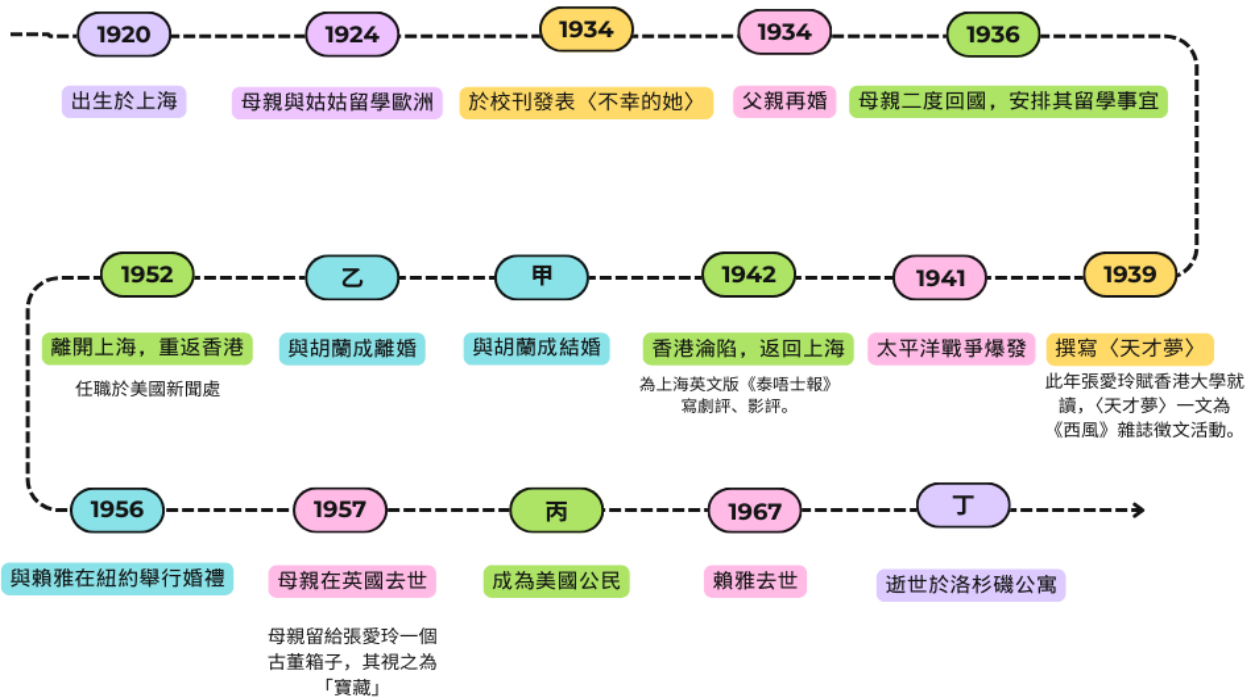 1920
1924
1934
1934
1936
出生於上海
母親與姑姑留學歐洲
於校刊發表〈不幸的她〉
父親再婚
母親二度回國，安排其留學事宜
1939
1941
1942
甲
乙
1952
撰寫〈天才夢〉
此年張愛玲賦香港大學就
讀，〈天才夢〉一文為
《西風》雜誌徵文活動。
太平洋戰爭爆發
香港淪陷，返回上海
為上海英文版《泰唔士報》
寫劇評、影評。
與胡蘭成結婚
與胡蘭成離婚
離開上海，重返香港
任職於美國新聞處
1956
1957
丙
1967
丁
與賴雅在紐約舉行婚禮
母親在英國去世
母親留給張愛玲一個
古董箱子，其視之為
「寶藏」
成為美國公民
賴雅去世
逝世於洛杉磯公寓